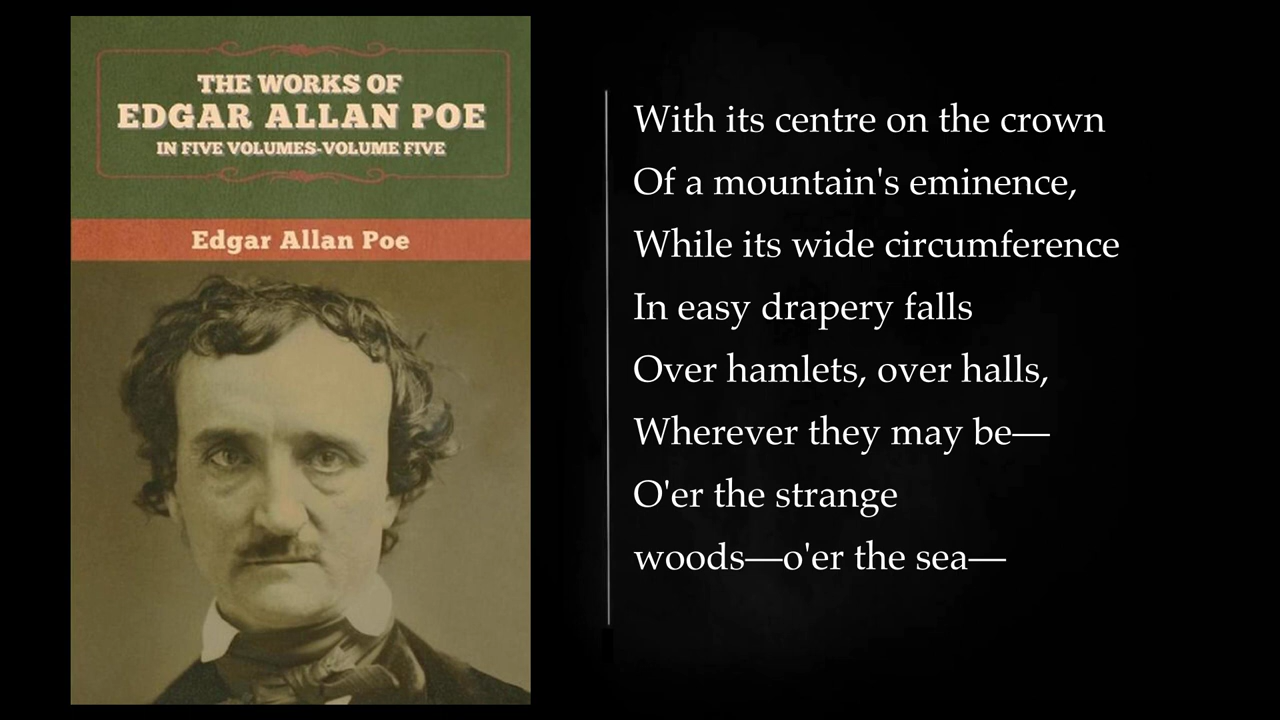 THE WORKS OF
EDGAR ALLAN POE
IN FIVE VOLUMES-VOLUME FIVE
Edgar Allan Poe
With its centre on the crown
Of a mountain's eminence,
While its wide circumference
In easy drapery falls
Over hamlets, over halls,
Wherever they may be—
O'er the strange
woods—o'er the sea—